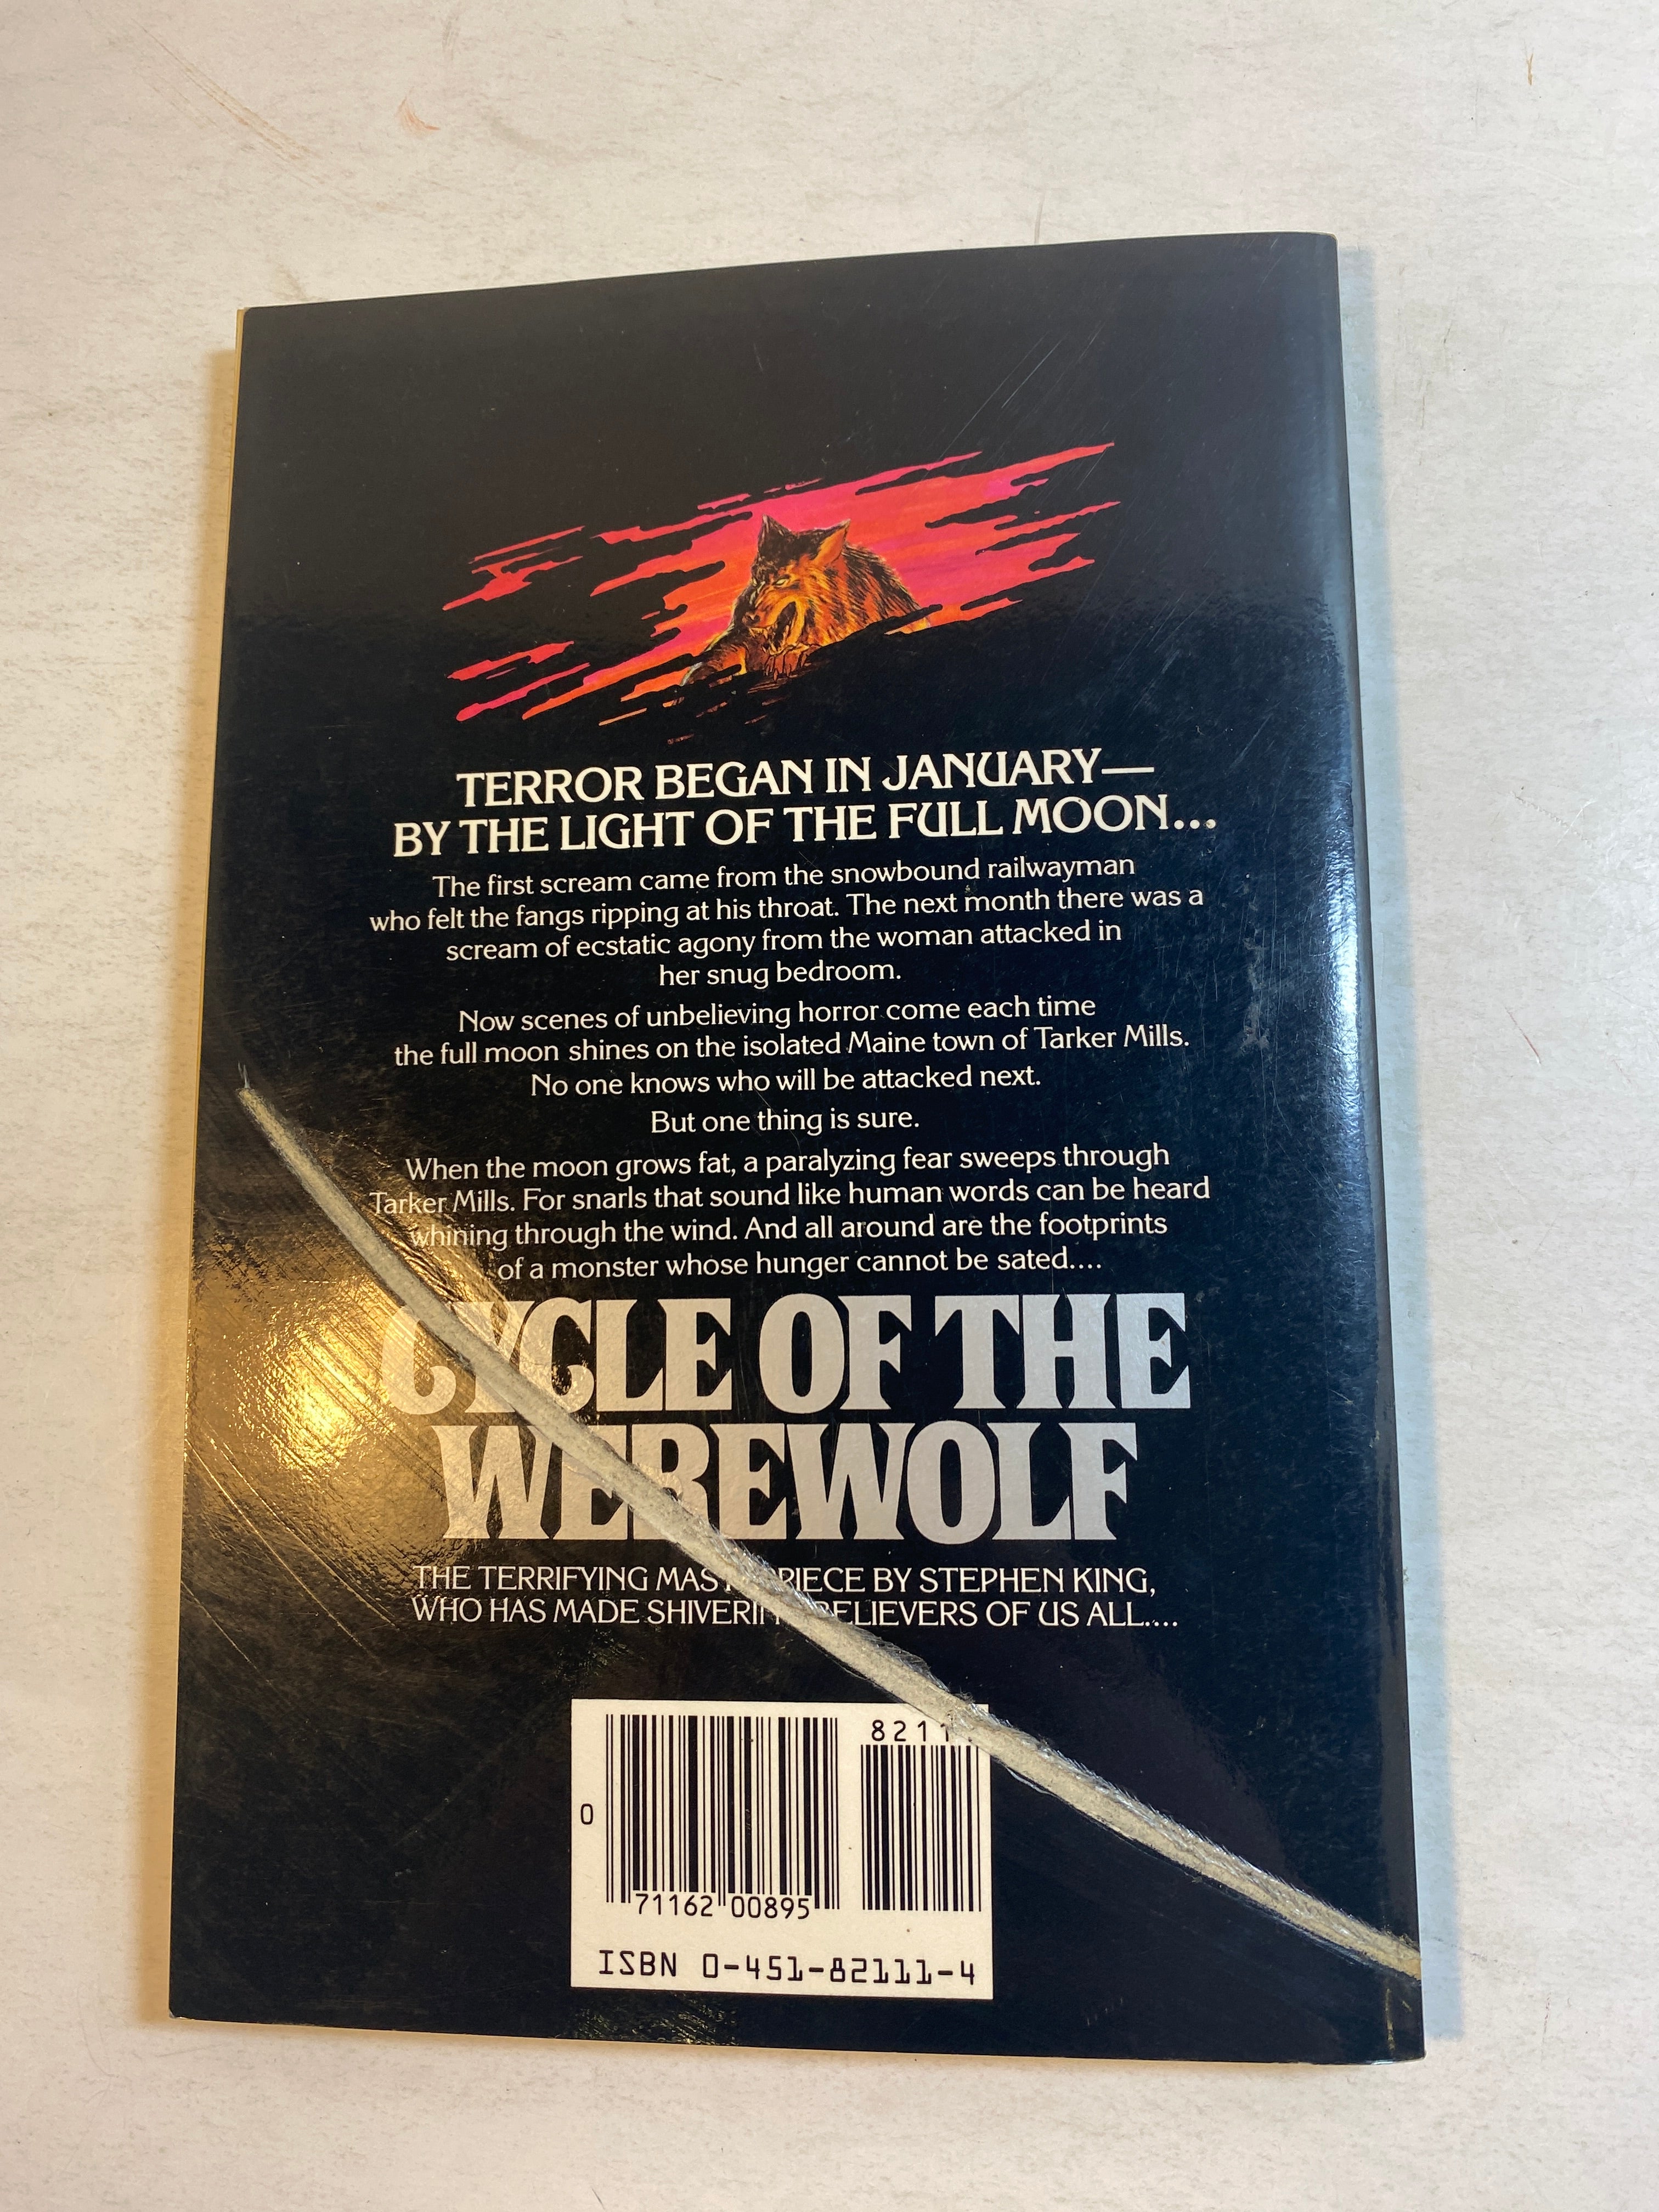 TERROR BEGAN IN JANUARY—
BY THE LIGHT OF THE FULL MOON...
The first scream came from the snowbound railwayman
who felt the fangs ripping at his throat. The next month there was a
scream of ecstatic agony from the woman attacked in
her snug bedroom.
Now scenes of unbelieving horror come each time
the full moon shines on the isolated Maine town of Tarker Mills.
No one knows who will be attacked next.
But one thing is sure.
When the moon grows fat, a paralyzing fear sweeps through
Tarker Mills. For snarls that sound like human words can be heard
whining through the wind. And all around are the footprints
of a monster whose hunger cannot be sated....
CYCLE OF THE
WEREWOLF
THE TERRIFYING PIECE BY STEPHEN KING,
WHO HAS MADE OF US ALL....
0
71162 00895
ISBN 0-451-82111-4